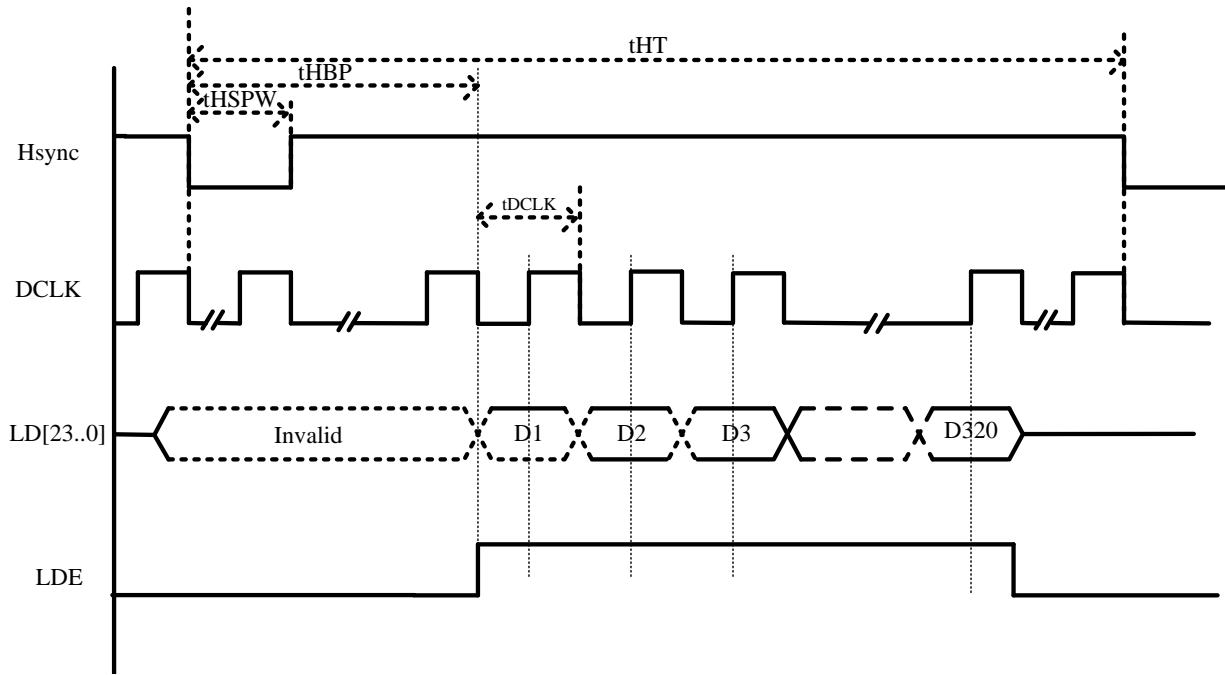 tHT
tHBP
tHSPW
Hsync
tDCLK
DCLK
LD[23..0]
Invalid
D1
D2
D3
D320
LDE